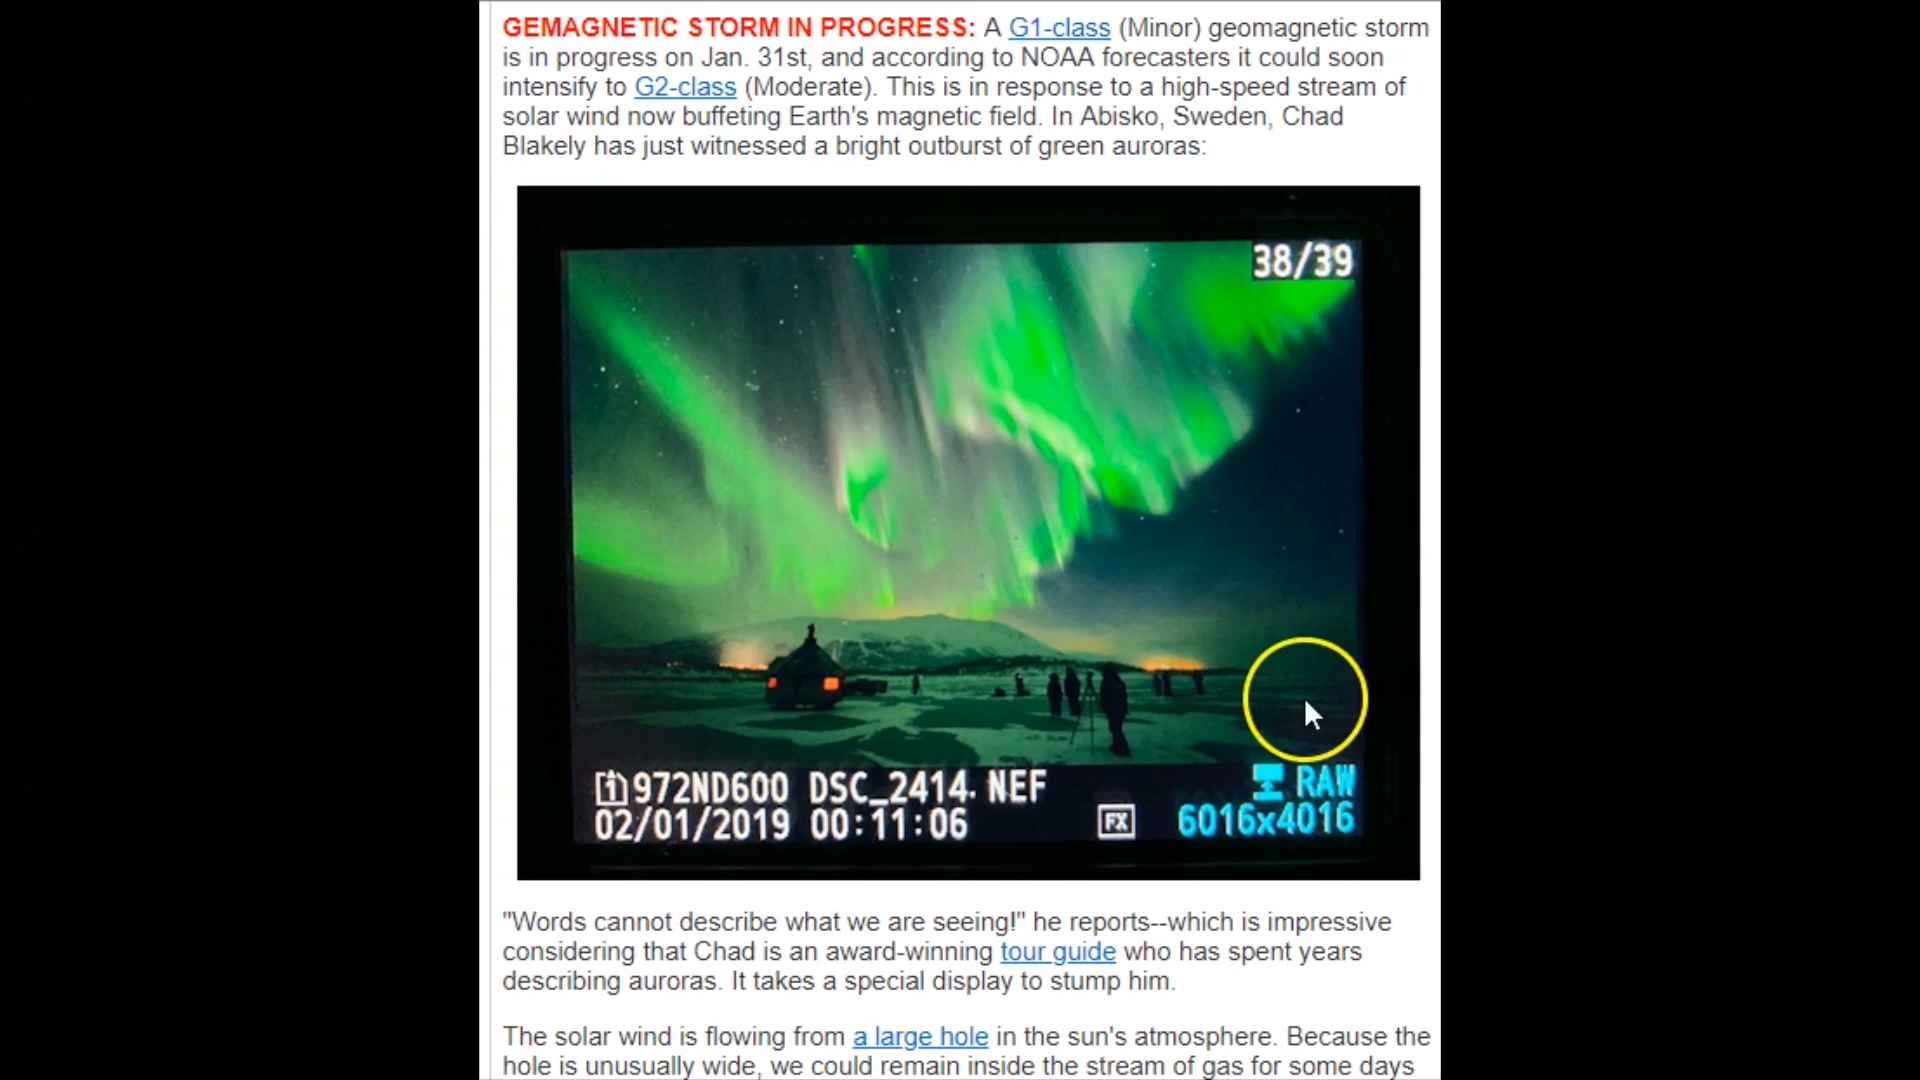 GEMAGNETIC STORM IN PROGRESS: A G1-class (Minor) geomagnetic storm
is in progress on Jan. 31st, and according to NOAA forecasters it could soon
intensify to G2-class (Moderate). This is in response to a high-speed stream of
solar wind now buffeting Earth's magnetic field. In Abisko, Sweden, Chad
Blakely has just witnessed a bright outburst of green auroras:
38/39
1 972ND600 DSC_2414. NEF
RAW
02/01/2019 00:11:06
FX
6016x4016
"Words cannot describe what we are seeing!" he reports--which is impressive
considering that Chad is an award-winning tour guide who has spent years
describing auroras. It takes a special display to stump him.
The solar wind is flowing from a large hole in the sun's atmosphere. Because the
hole is unusually wide, we could remain inside the stream of gas for some days